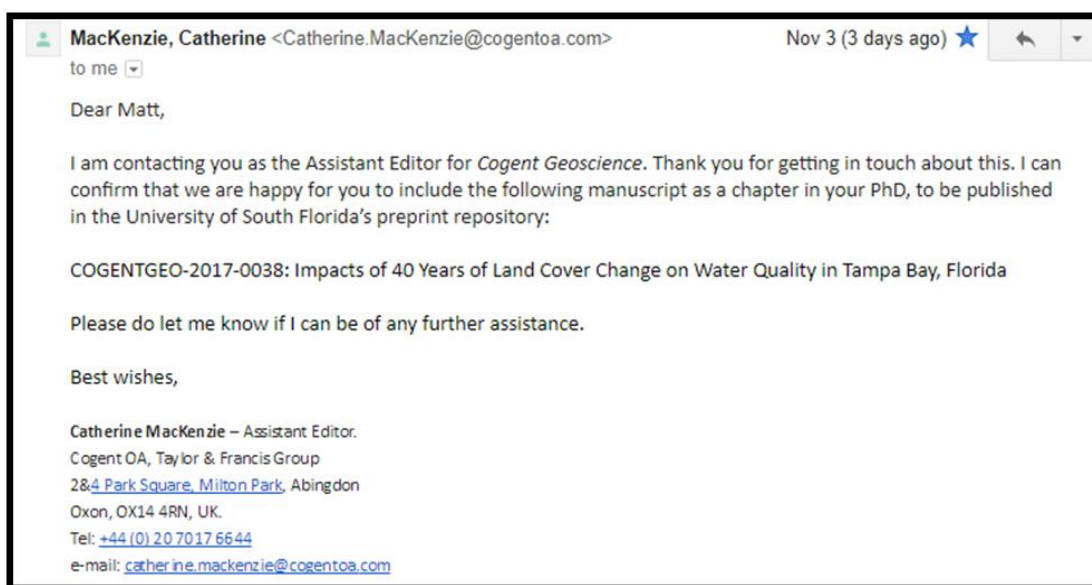 MacKenzie, Catherine <Catherine.MacKenzie@cogentoa.com> Nov 3 (3 days ago)
to me
Dear Matt,
I am contacting you as the Assistant Editor for Cogent Geoscience. Thank you for getting in touch about this. I can
confirm that we are happy for you to include the following manuscript as a chapter in your PhD, to be published
in the University of South Florida's preprint repository:
COGENTGEO-2017-0038: Impacts of 40 Years of Land Cover Change on Water Quality in Tampa Bay, Florida
Please do let me know if I can be of any further assistance.
Best wishes,
Catherine MacKenzie – Assistant Editor.
Cogent OA, Taylor & Francis Group
2&4 Park Square, Milton Park, Abingdon
Oxon, OX14 4RN, UK.
Tel: +44 (0) 20 7017 6644
e-mail: catherine.mackenzie@cogentoa.com